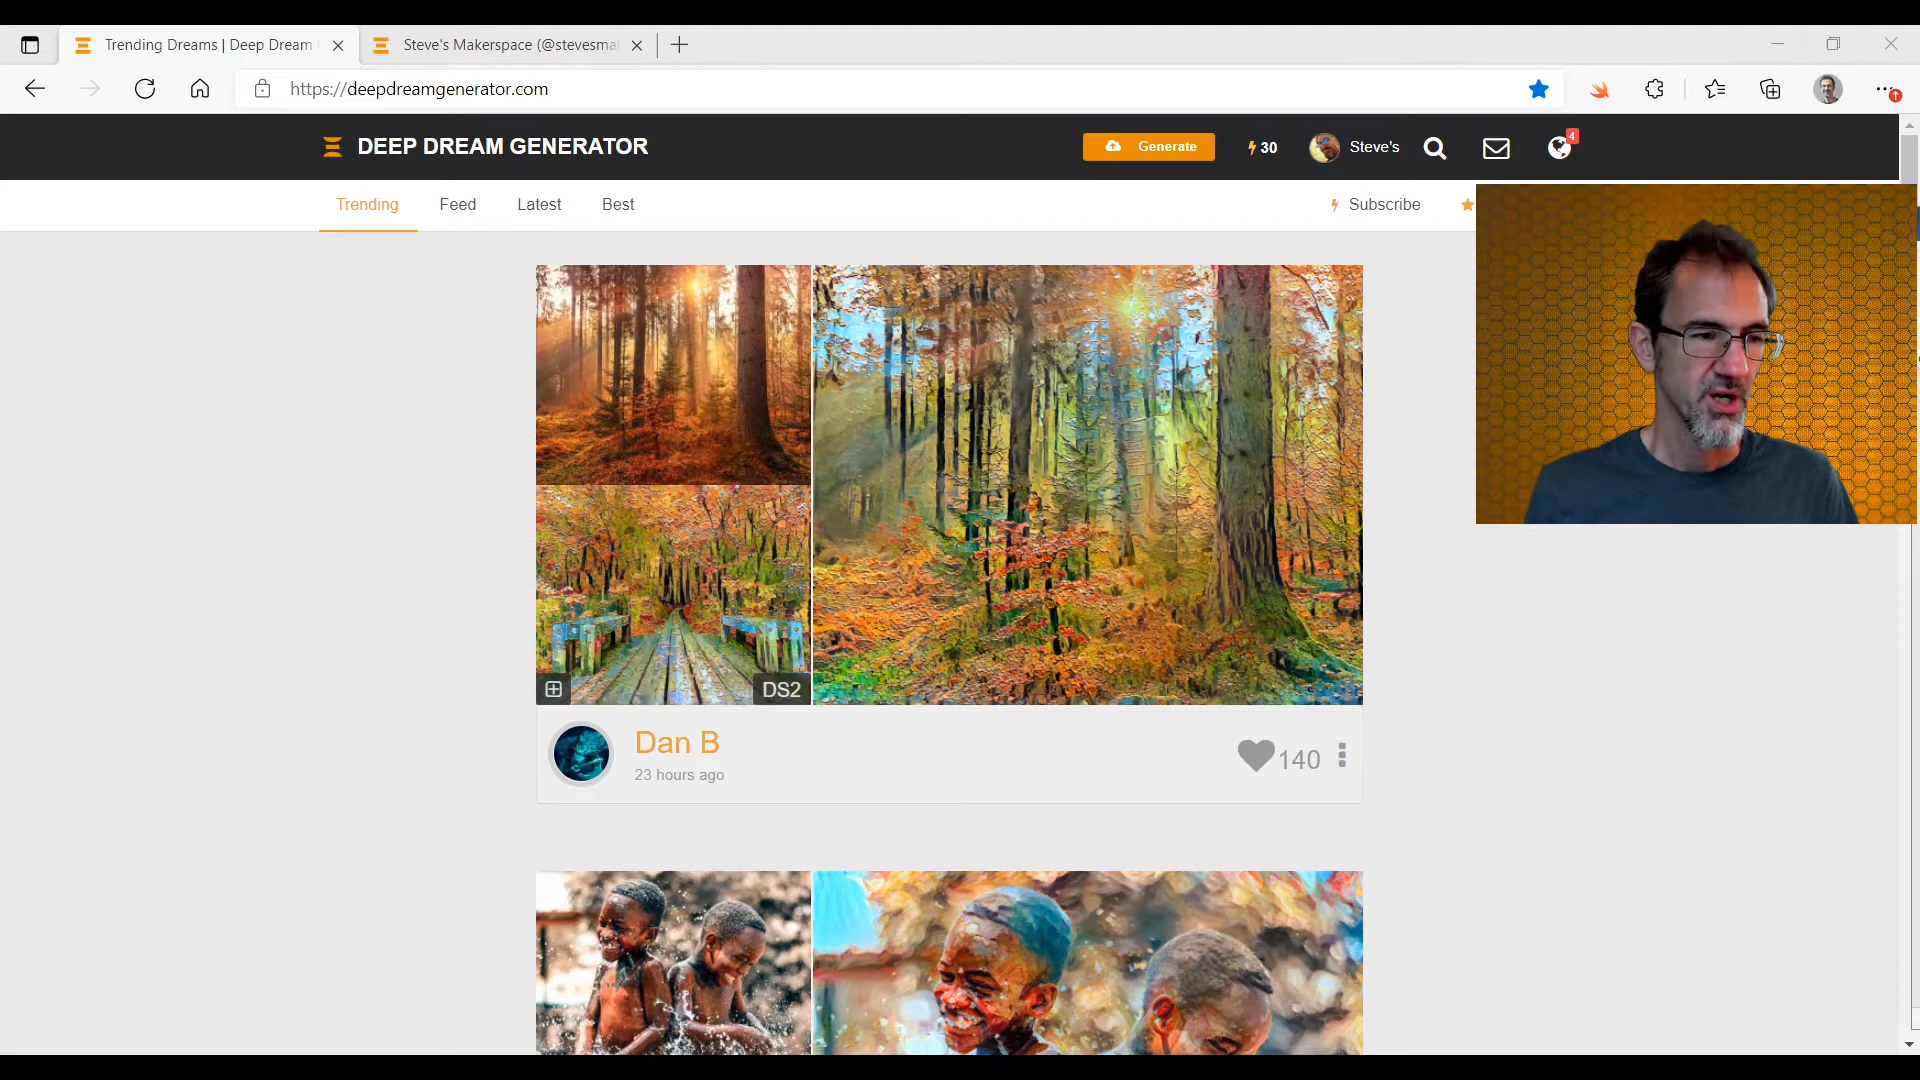 Trending Dreams | Deep Dream
Steve's Makerspace (@stevesma
https://deepdreamgenerator.com
DEEP DREAM GENERATOR
Generate
30
Steve's
4
Trending
Feed
Latest
Best
Subscribe
DS2
Dan B
23 hours ago
140